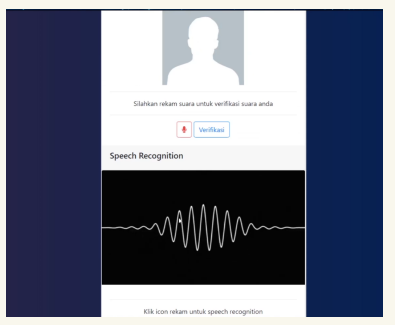 Silahkan rekam suara untuk verifikasi suara anda
Verifikasi
Speech Recognition
Klik icon rekam untuk speech recognition